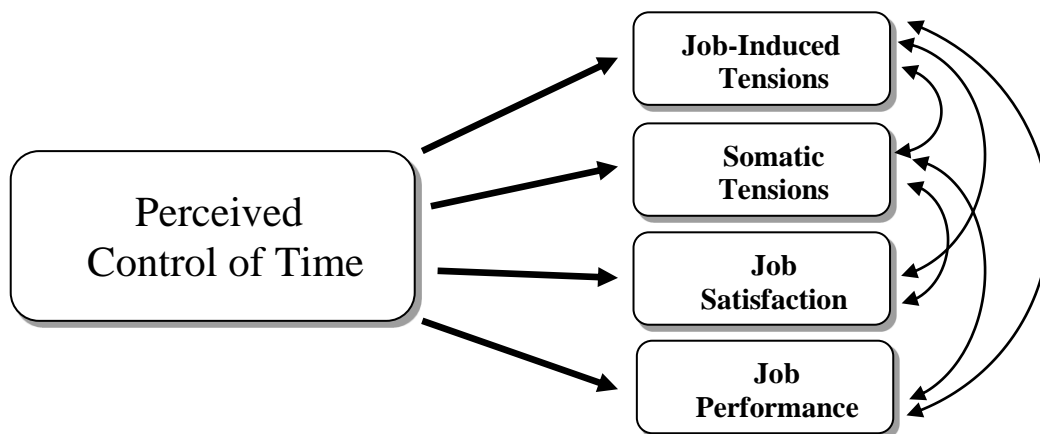 Job-Induced
Tensions
Somatic
Tensions
Perceived
Control of Time
Job
Satisfaction
Job
Performance